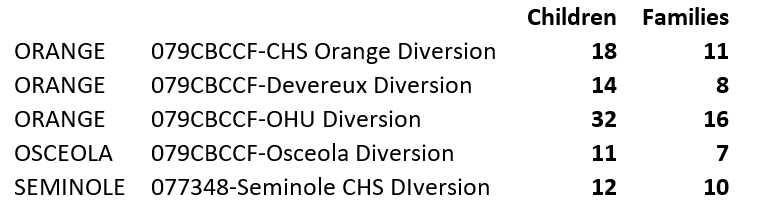 Children Families
ORANGE 079CBCCF-CHS Orange Diversion 18 11
ORANGE 079CBCCF-Devereux Diversion 14 8
ORANGE 079CBCCF-OHU Diversion 32 16
OSCEOLA 079CBCCF-Osceola Diversion 11 7
SEMINOLE 077348-Seminole CHS DIversion 12 10